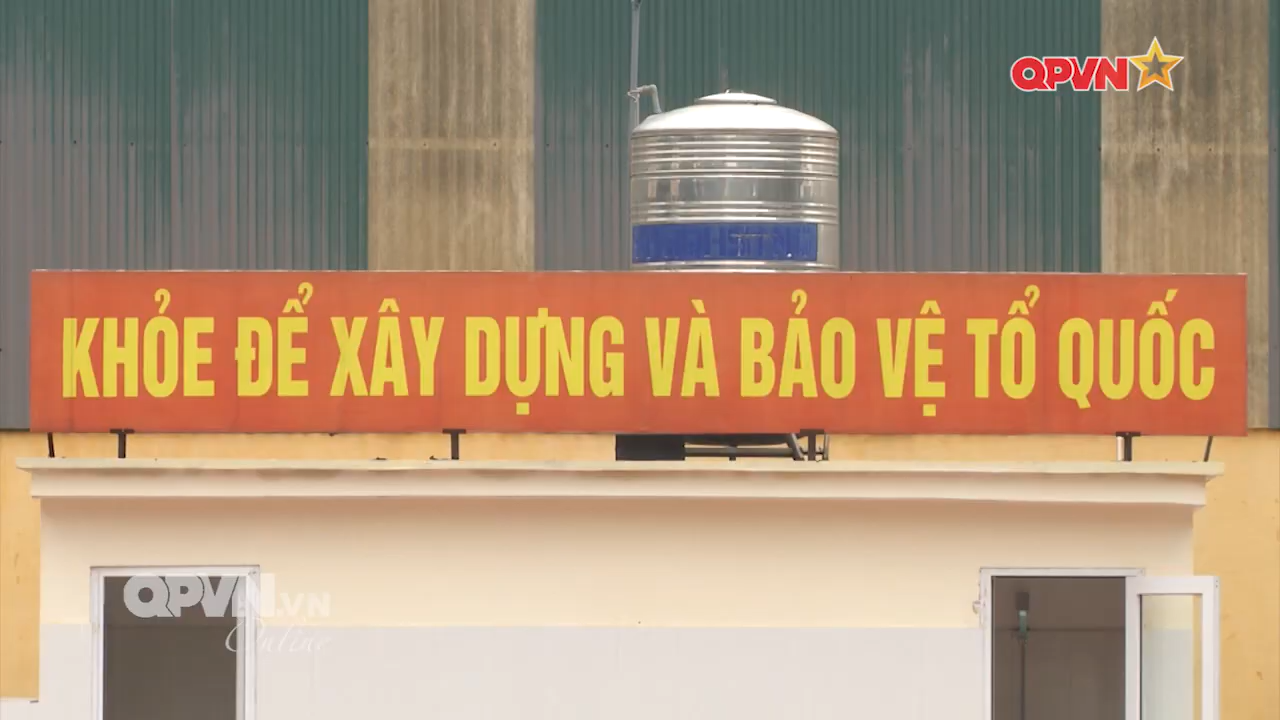 QPVN
KHỎE ĐỂ XÂY DỰNG VÀ BẢO VỆ TỔ QUỐC
QPVN.VN
Online